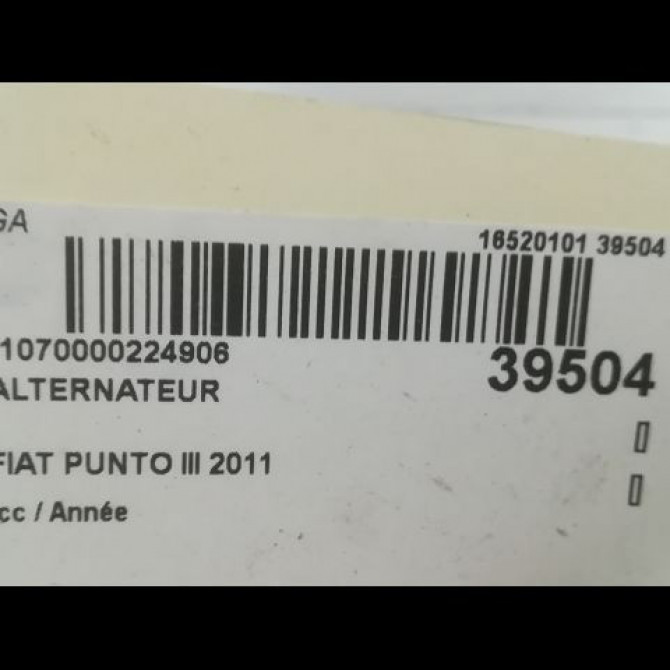 GA
16520101 39504
1070000224906
39504
ALTERNATEUR
FIAT PUNTO III 2011
cc / Année